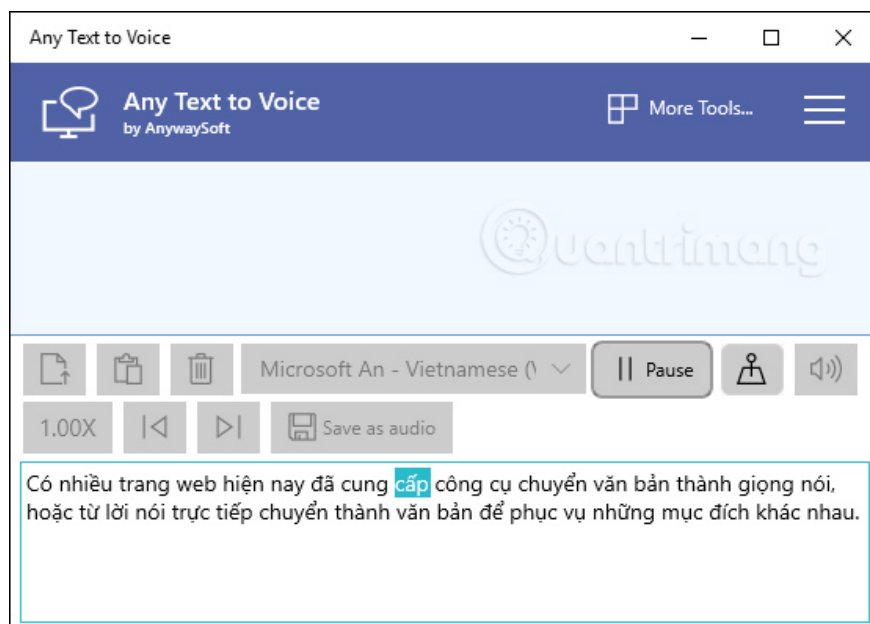 Any Text to Voice
Any Text to Voice
by AnywaySoft
More Tools...
Quantrimang
Microsoft An - Vietnamese (
Pause
1.00X
Save as audio
Có nhiều trang web hiện nay đã cung cấp công cụ chuyển văn bản thành giọng nói,
hoặc từ lời nói trực tiếp chuyển thành văn bản để phục vụ những mục đích khác nhau.